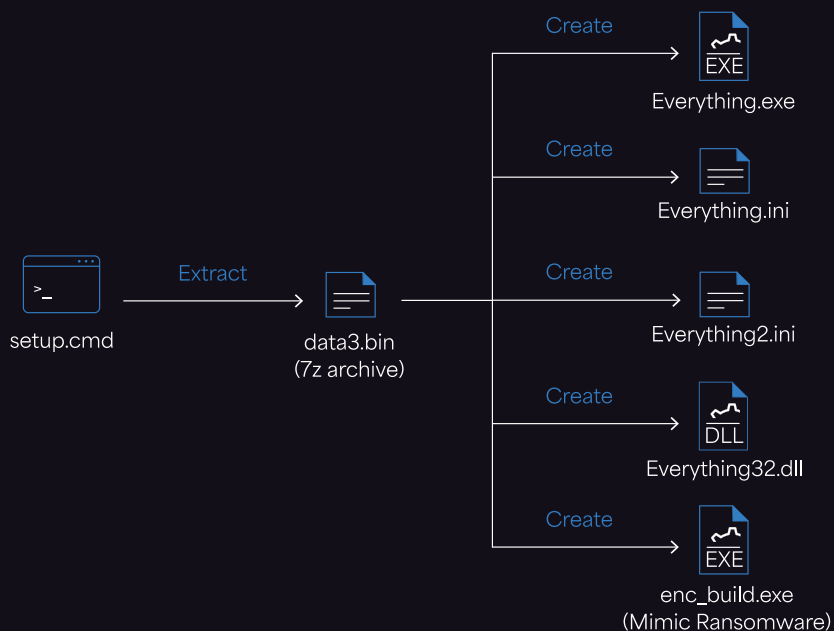 Create
EXE
Everything.exe
Create
Everything.ini
Extract
>_
setup.cmd
data3.bin
(7z archive)
Create
Everything2.ini
Create
DLL
Everything32.dll
Create
EXE
enc_build.exe
(Mimic Ransomware)